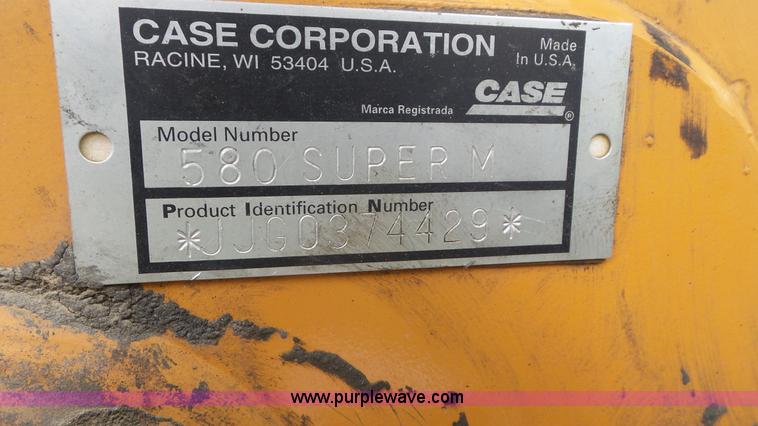 CASE CORPORATION
RACINE, WI 53404 U.S.A.
Made
In U.S.A.
CASE
®
Marca Registrada
Model Number
580 SUPER M
Product Identification Number
*JJG0374429*
www.purplewave.com